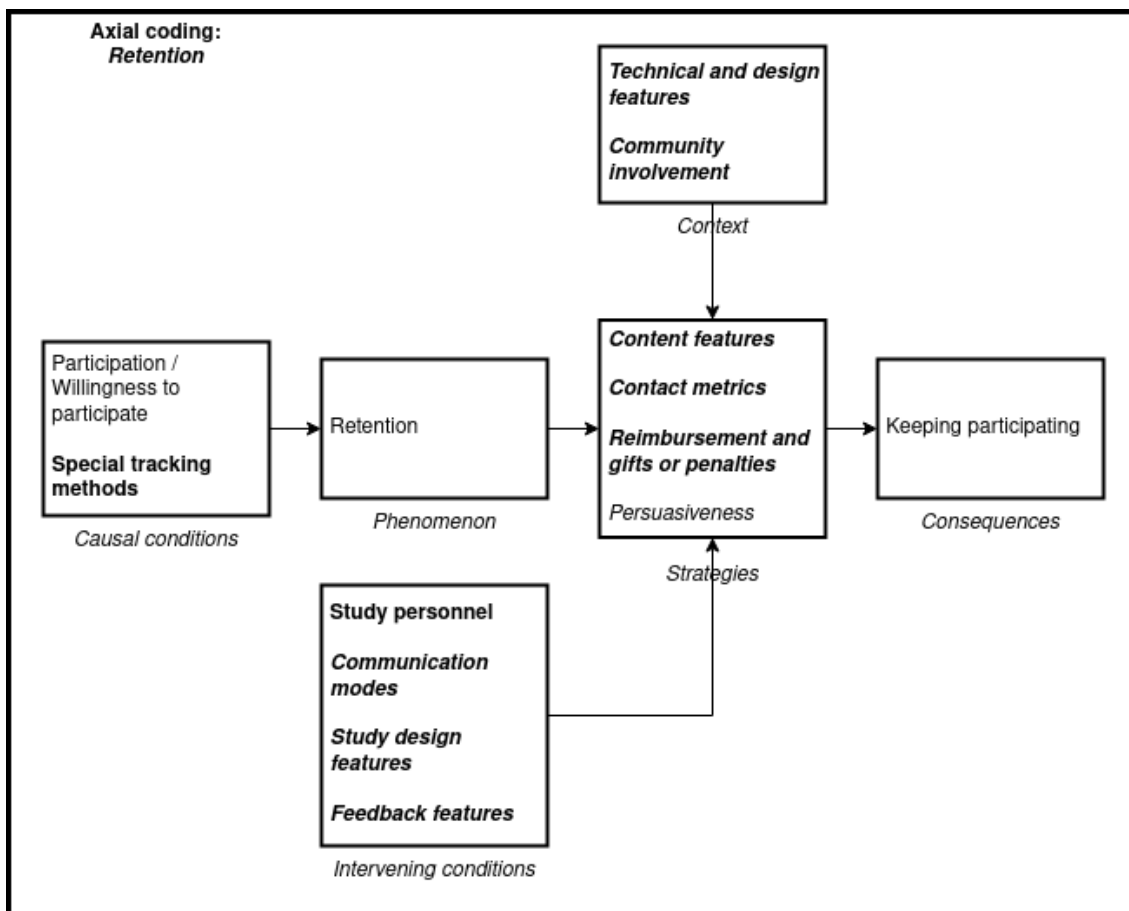 Axial coding:
Retention
Technical and design
features
Community
involvement
Context
Participation /
Willingness to
participate
Special tracking
methods
Causal conditions
Retention
Phenomenon
Content features
Contact metrics
Reimbursement and
gifts or penalties
Persuasiveness
Strategies
Keeping participating
Consequences
Study personnel
Communication
modes
Study design
features
Feedback features
Intervening conditions